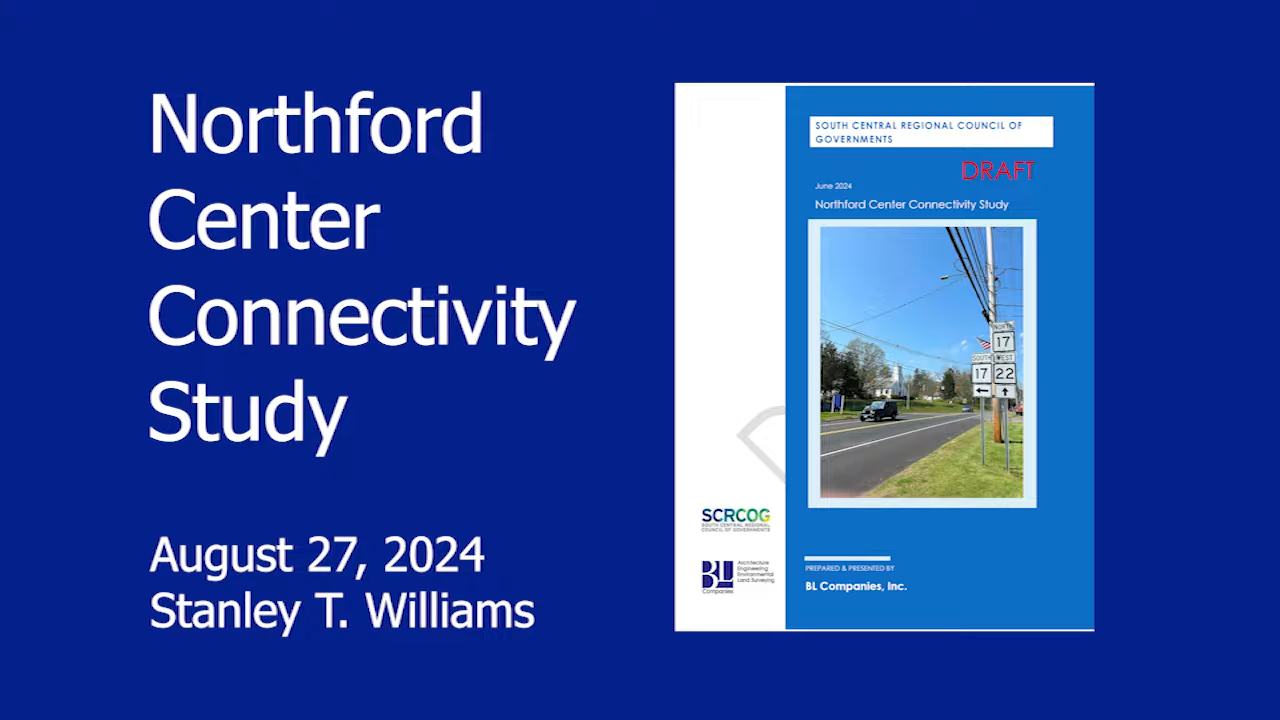 Northford
Center
Connectivity
Study
August 27, 2024
Stanley T. Williams
SOUTH CENTRAL REGIONAL COUNCIL OF
GOVERNMENTS
DRAFT
June 2024
Northford Center Connectivity Study
NORTH
17
SOUTH WEST
17 22
SCRCOG
SOUTH CENTRAL REGIONAL
COUNCIL OF GOVERNMENTS
BL
Companies
Architecture
Engineering
Environmental
Land Surveying
PREPARED & PRESENTED BY
BL Companies, Inc.